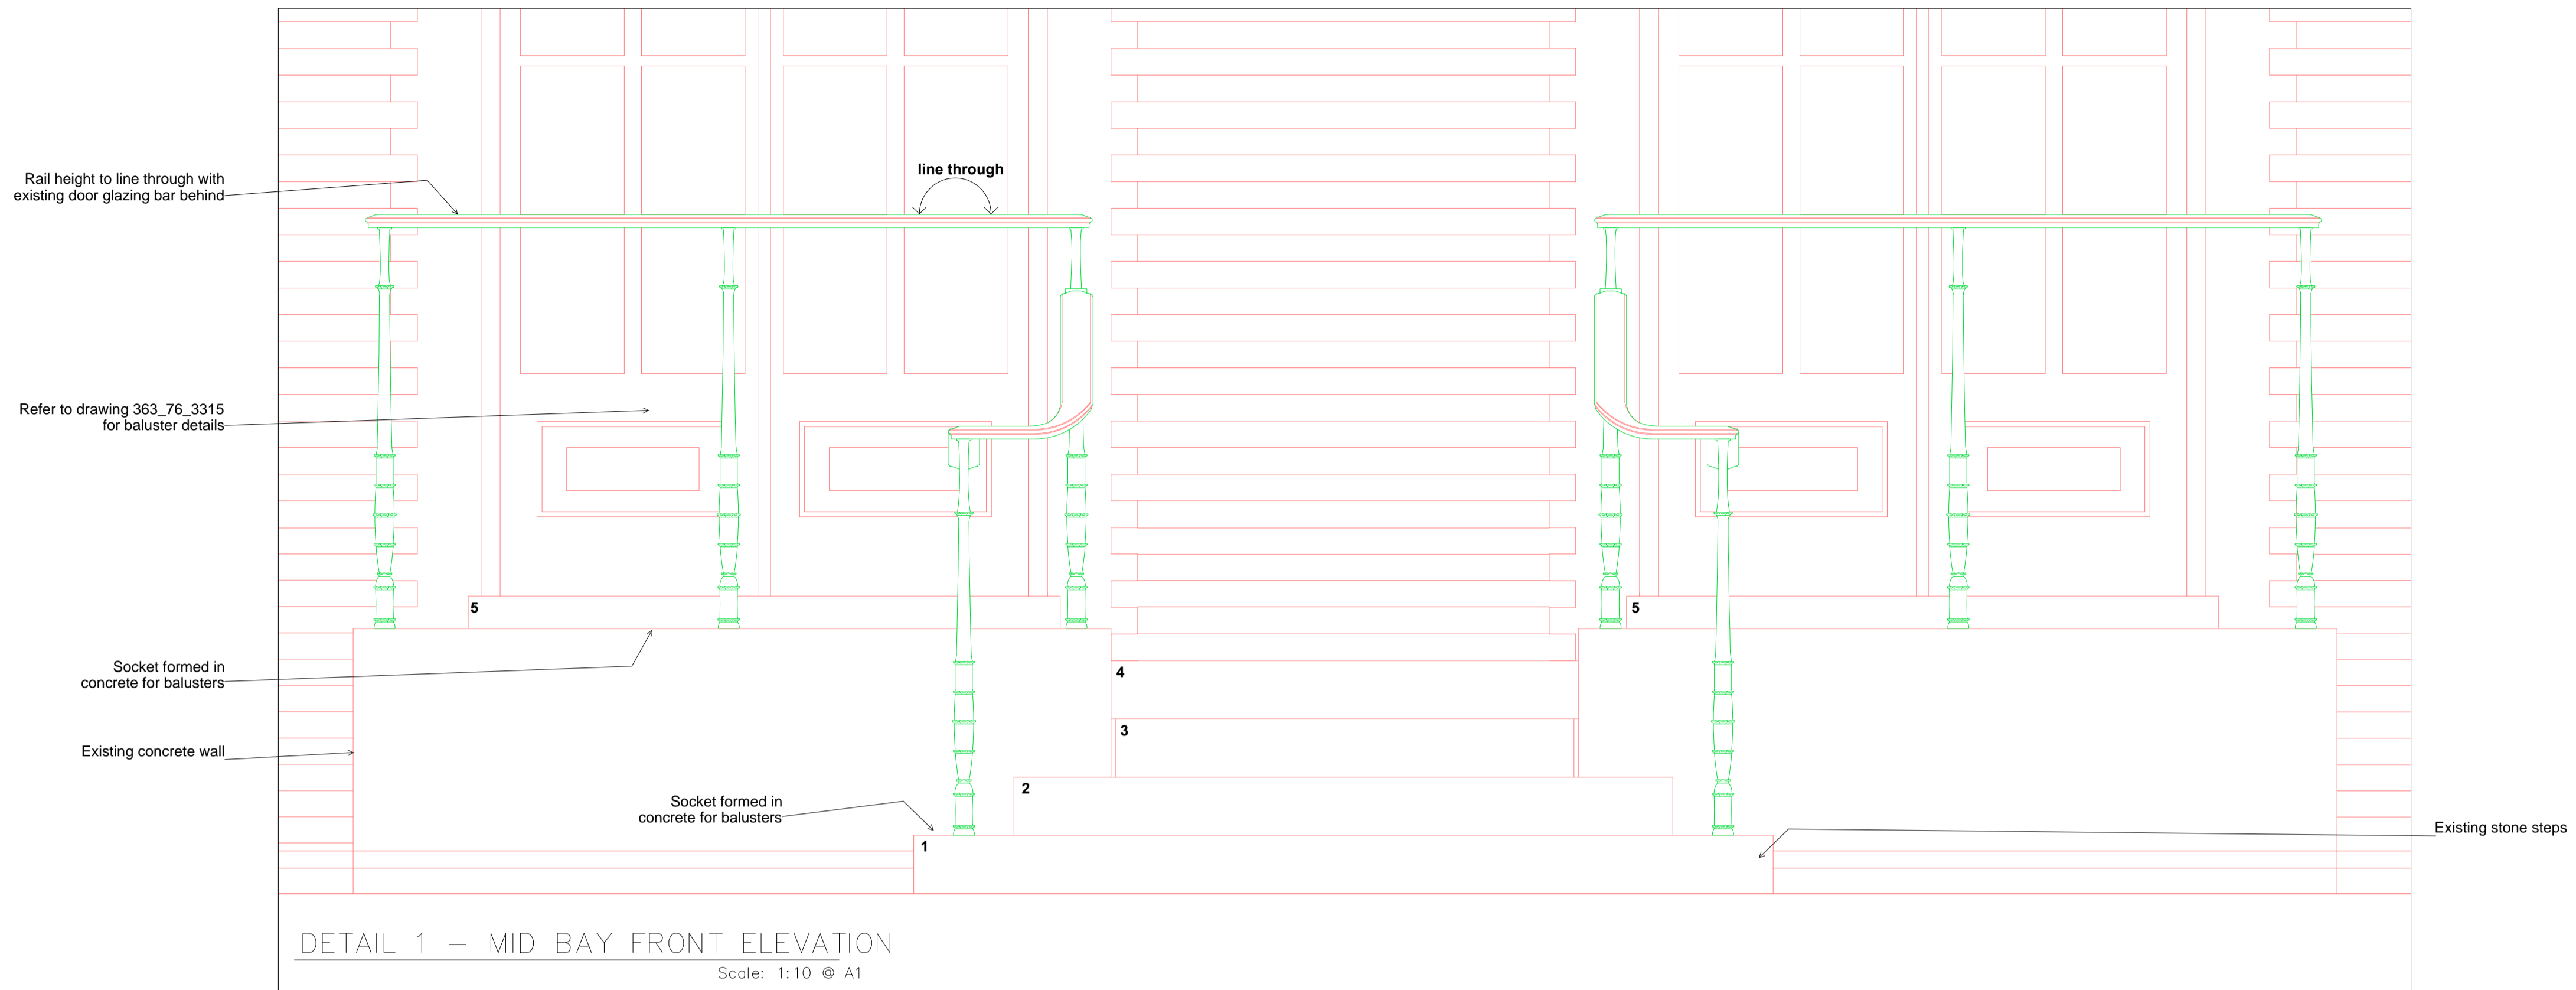 line through
Rail height to line through with
existing door glazing bar behind
Refer to drawing 363_76_3315
for baluster details
5
5
Socket formed in
concrete for balusters
4
3
Existing concrete wall
2
Socket formed in
concrete for balusters
Existing stone steps
1
DETAIL 1 - MID BAY FRONT ELEVATION
Scale: 1:10 @ A1